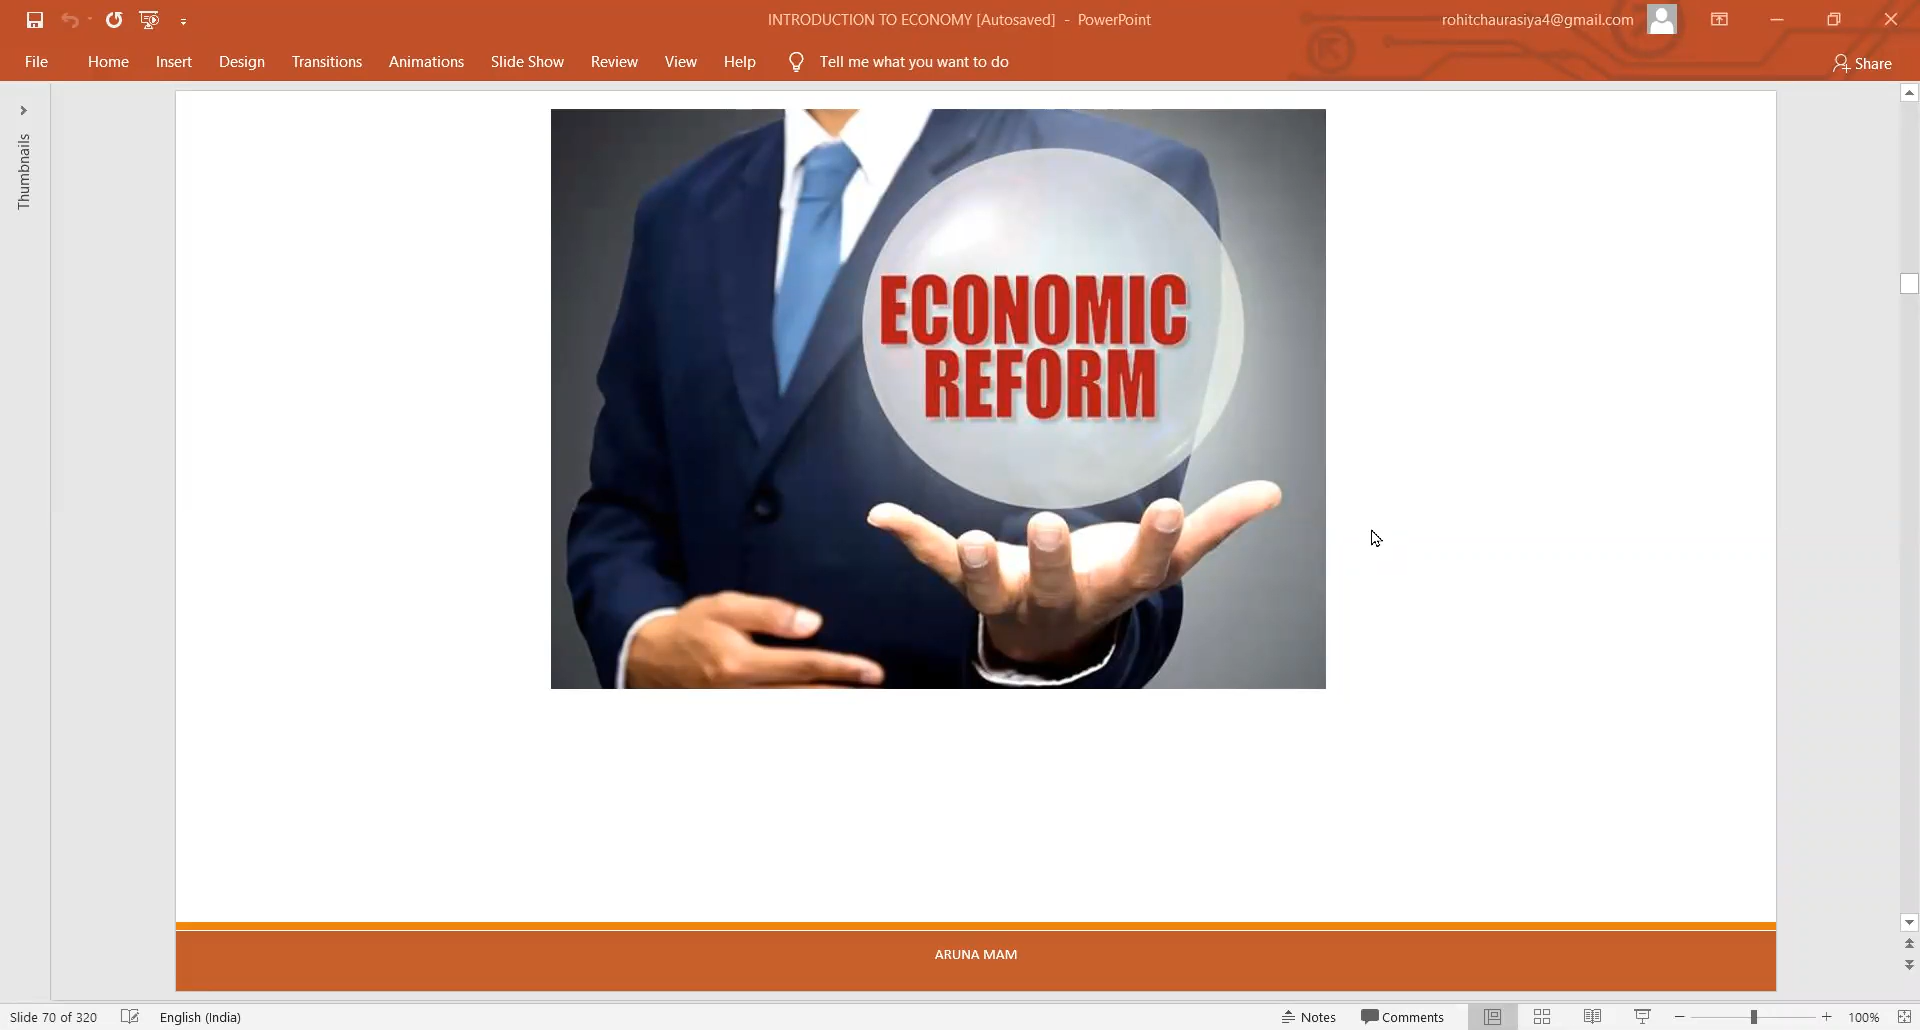 INTRODUCTION TO ECONOMY [Autosaved] - PowerPoint
rohitchaurasiya4@gmail.com
File Home Insert Design Transitions Animations Slide Show Review View Help Tell me what you want to do
Share
Thumbnails
ECONOMIC
REFORM
ARUNA MAM
Slide 70 of 320 English (India) Notes Comments 100%